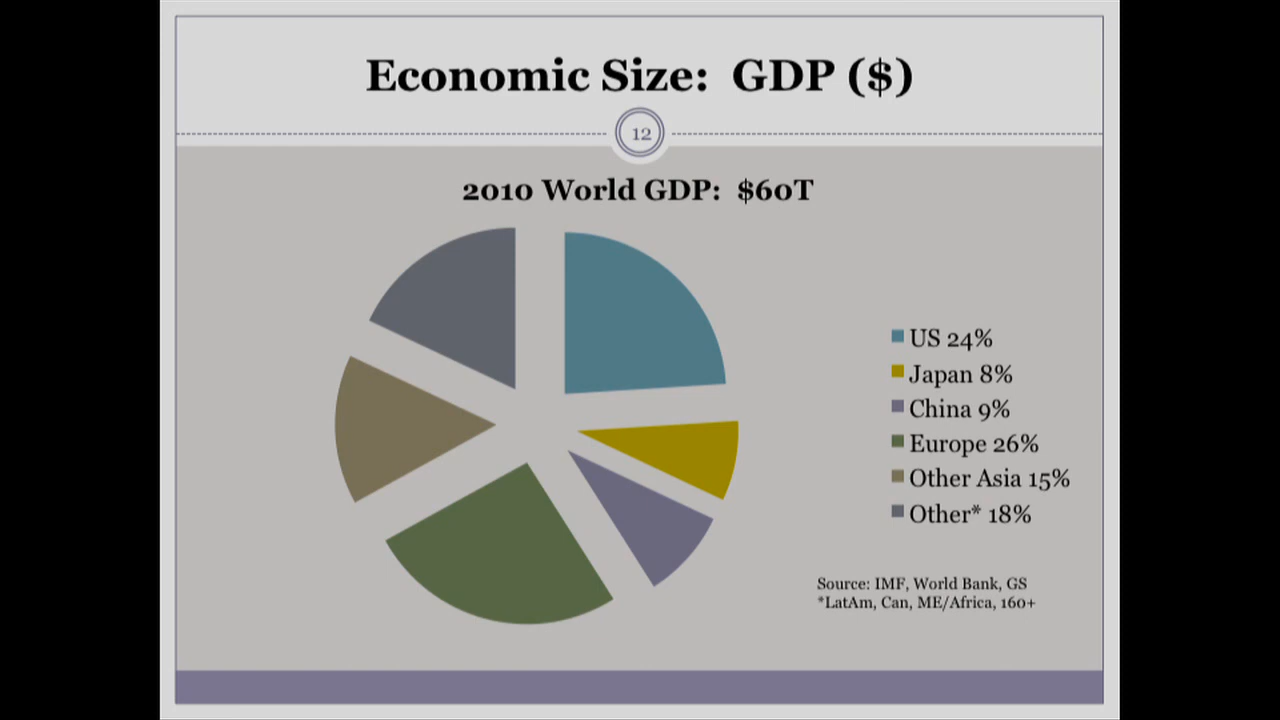 Economic Size:  GDP ($)
12
2010 World GDP:  $60T
US 24%
Japan 8%
China 9%
Europe 26%
Other Asia 15%
Other* 18%
Source: IMF, World Bank, GS
*LatAm, Can, ME/Africa, 160+